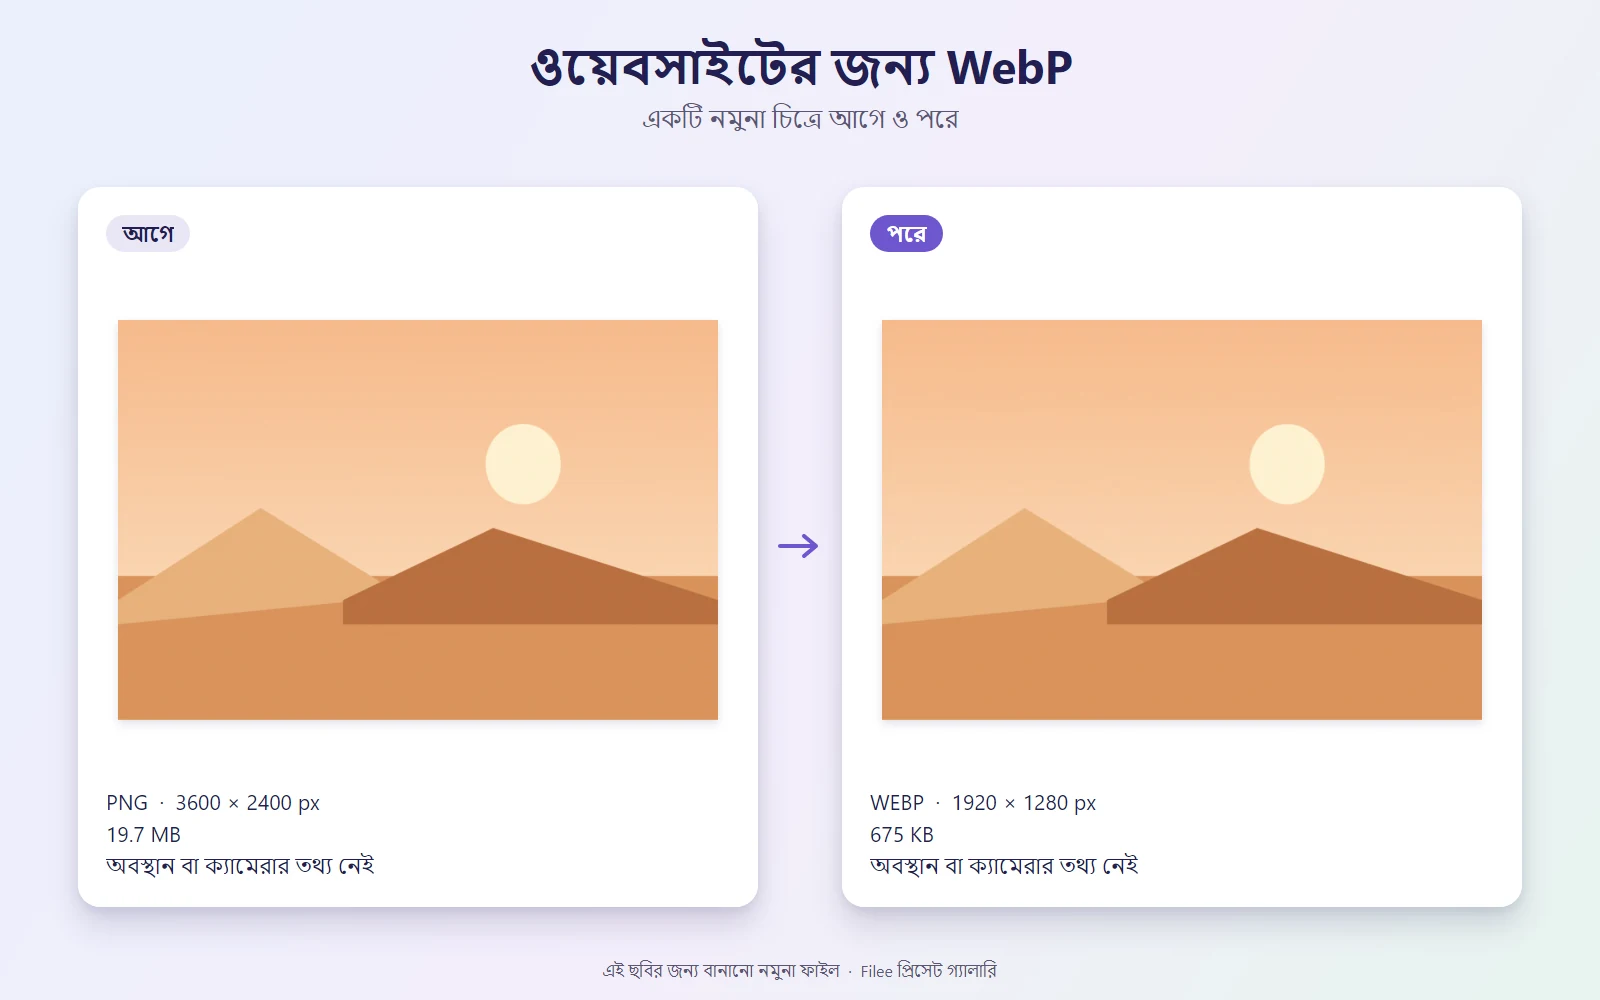 ওয়েবসাইটের জন্য WebP
একটি নমুনা চিত্রে আগে ও পরে
আগে
PNG · 3600 × 2400 px
19.7 MB
অবস্থান বা ক্যামেরার তথ্য নেই
পরে
WEBP · 1920 × 1280 px
675 KB
অবস্থান বা ক্যামেরার তথ্য নেই
এই ছবির জন্য বানানো নমুনা ফাইল · Filee প্রিসেট গ্যালারি